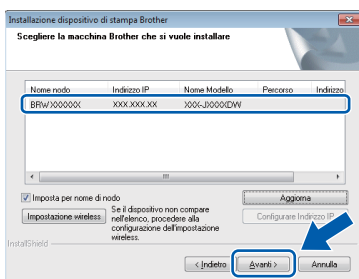 Installazione dispositivo di stampa Brother
Scegliere la macchina Brother che si vuole installare
Nome nodo Indirizzo IP Nome Modello Percorso Indirizzo
BRWXXXXXX XXX.XXX.XX XXX-JXXXXDW
Imposta per nome di nodo
Aggiorna
Impostazione wireless
Se il dispositivo non compare
nell'elenco, procedere alla
configurazione dell'impostazione
wireless.
Configurare Indirizzo IP
InstallShield
< Indietro Avanti > Annulla